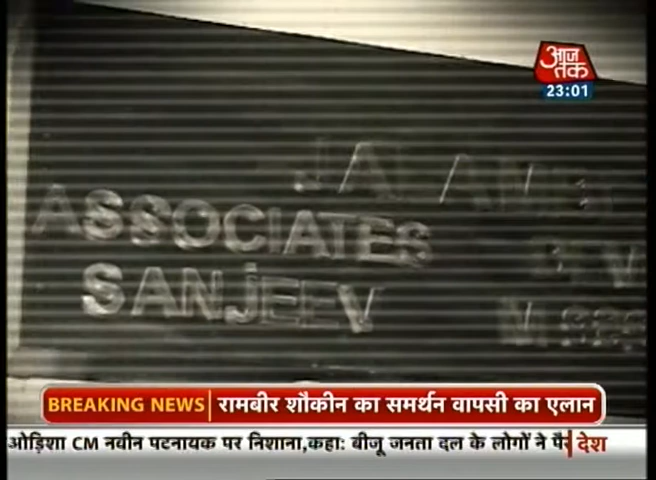 आज तक
23:01
ASSOCIATES
SANJEEV
BREAKING NEWS रामबीर शौकीन का समर्थन वापसी का एलान
ओड़िशा CM नवीन पटनायक पर निशाना,कहा: बीजू जनता दल के लोगों ने देश